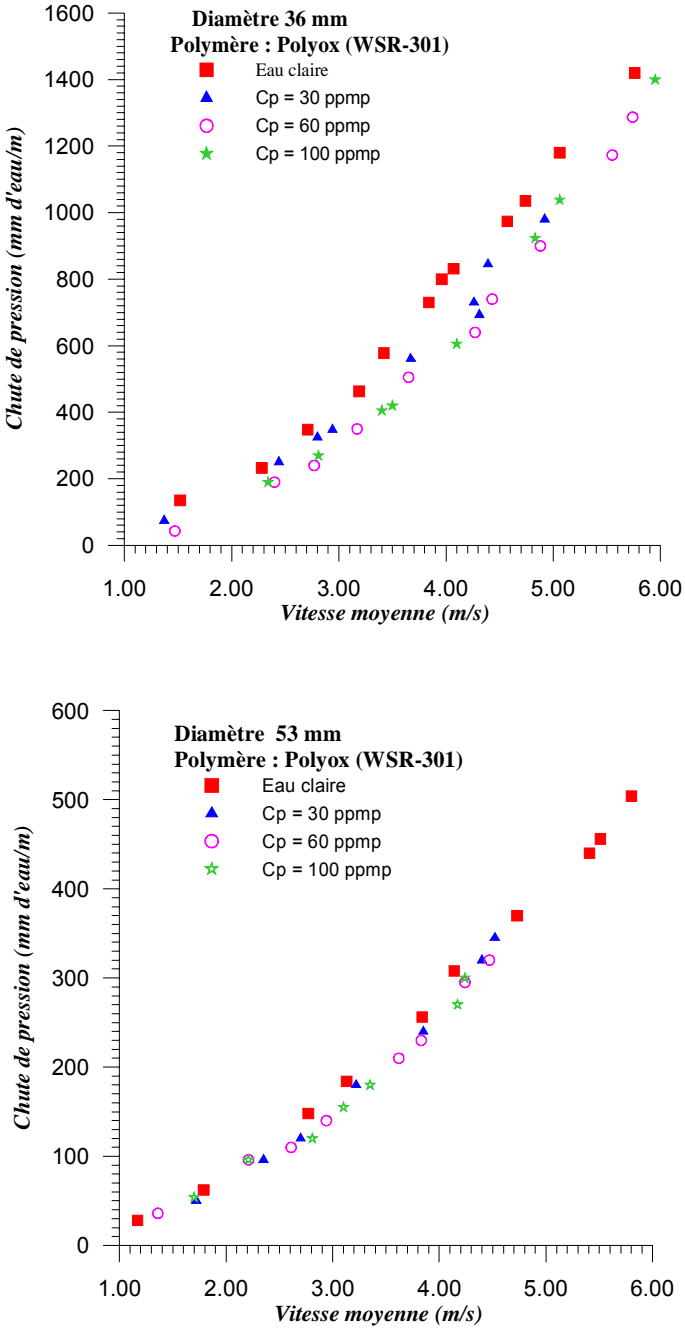 Diamètre 36 mm
Polymère : Polyox (WSR-301)
Eau claire
Cp = 30 ppmp
Cp = 60 ppmp
Cp = 100 ppmp
Chute de pression (mm d'eau/m)
1600
1400
1200
1000
800
600
400
200
0
1.00 2.00 3.00 4.00 5.00 6.00
Vitesse moyenne (m/s)
Diamètre 53 mm
Polymère : Polyox (WSR-301)
Eau claire
Cp = 30 ppmp
Cp = 60 ppmp
Cp = 100 ppmp
Chute de pression (mm d'eau/m)
600
500
400
300
200
100
0
1.00 2.00 3.00 4.00 5.00 6.00
Vitesse moyenne (m/s)